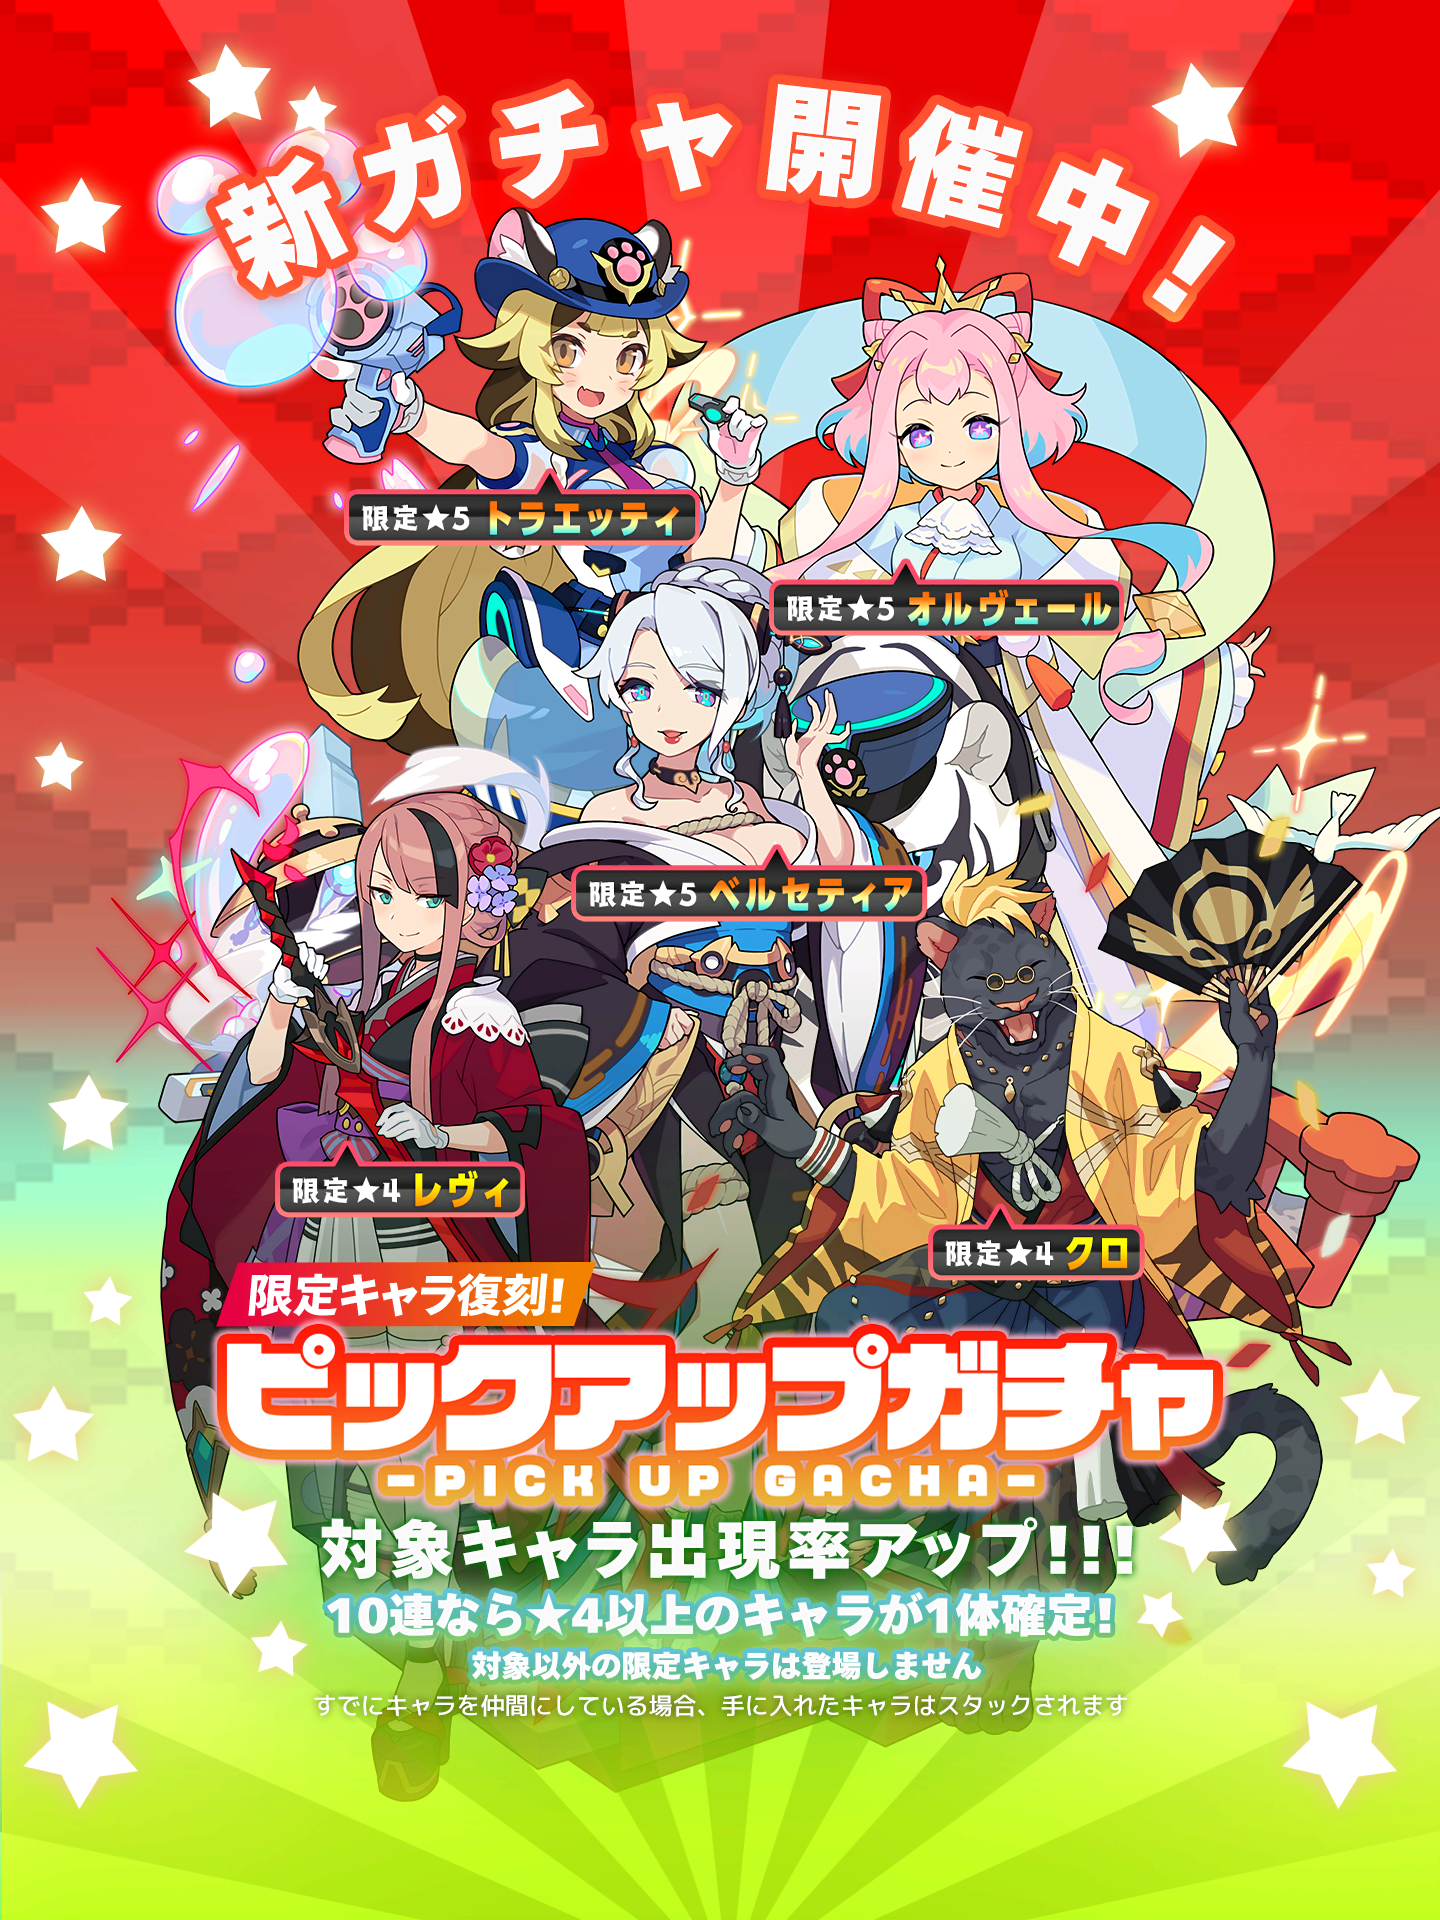 新ガチャ開催中!
限定★5 トラエッティ
限定★5 オルヴェール
限定★5 ベルセティア
限定★4 レヴィ
限定★4 クロ
限定キャラ復刻!
ピックアップガチャ
-PICK UP GACHA-
対象キャラ出現率アップ!!!
10連なら★4以上のキャラが1体確定!
対象以外の限定キャラは登場しません
すでにキャラを仲間にしている場合、手に入れたキャラはスタックされます